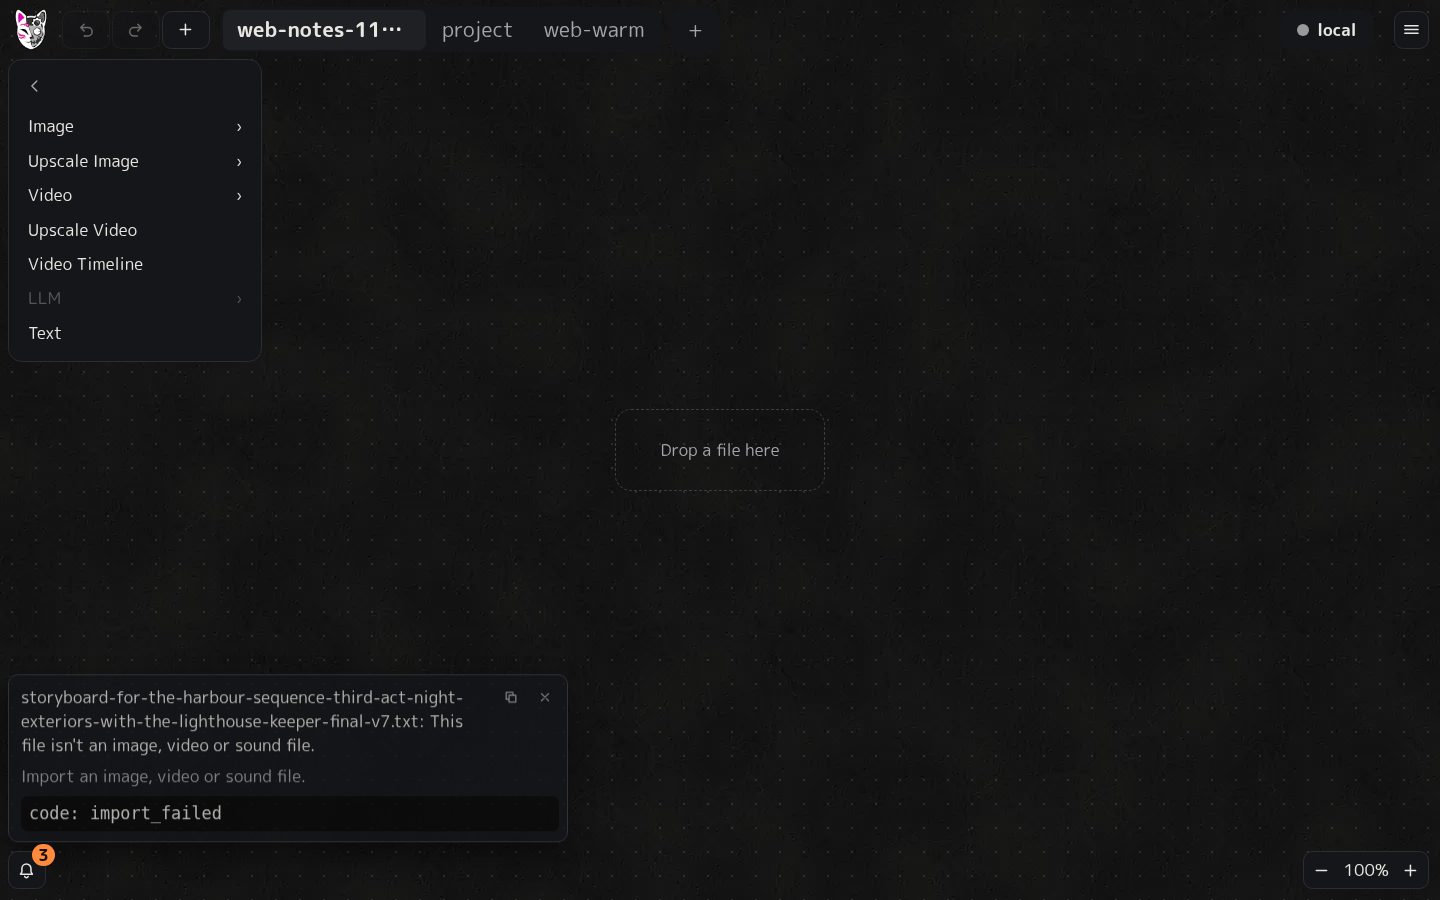 web-notes-11···
project
web-warm
local
Image
Upscale Image
Video
Upscale Video
Video Timeline
LLM
Text
Drop a file here
storyboard-for-the-harbour-sequence-third-act-night-
exteriors-with-the-lighthouse-keeper-final-v7.txt: This
file isn't an image, video or sound file.
Import an image, video or sound file.
code: import_failed
3
100%